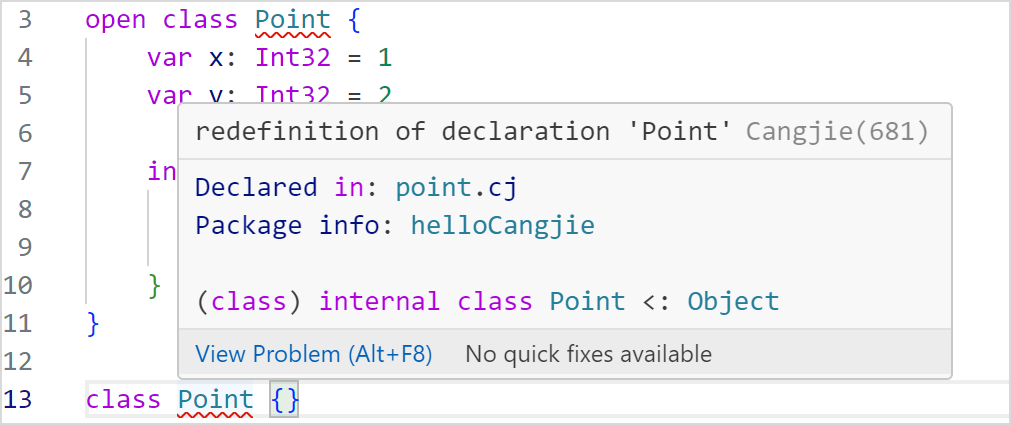 3 open class Point {
4 var x: Int32 = 1
5 var y: Int32 = 2
6 redefinition of declaration 'Point' Cangjie(681)
7 in
8 Declared in: point.cj
9 Package info: helloCangjie
10 }
(class) internal class Point <: Object
11 }
12 View Problem (Alt+F8) No quick fixes available
13 class Point {}